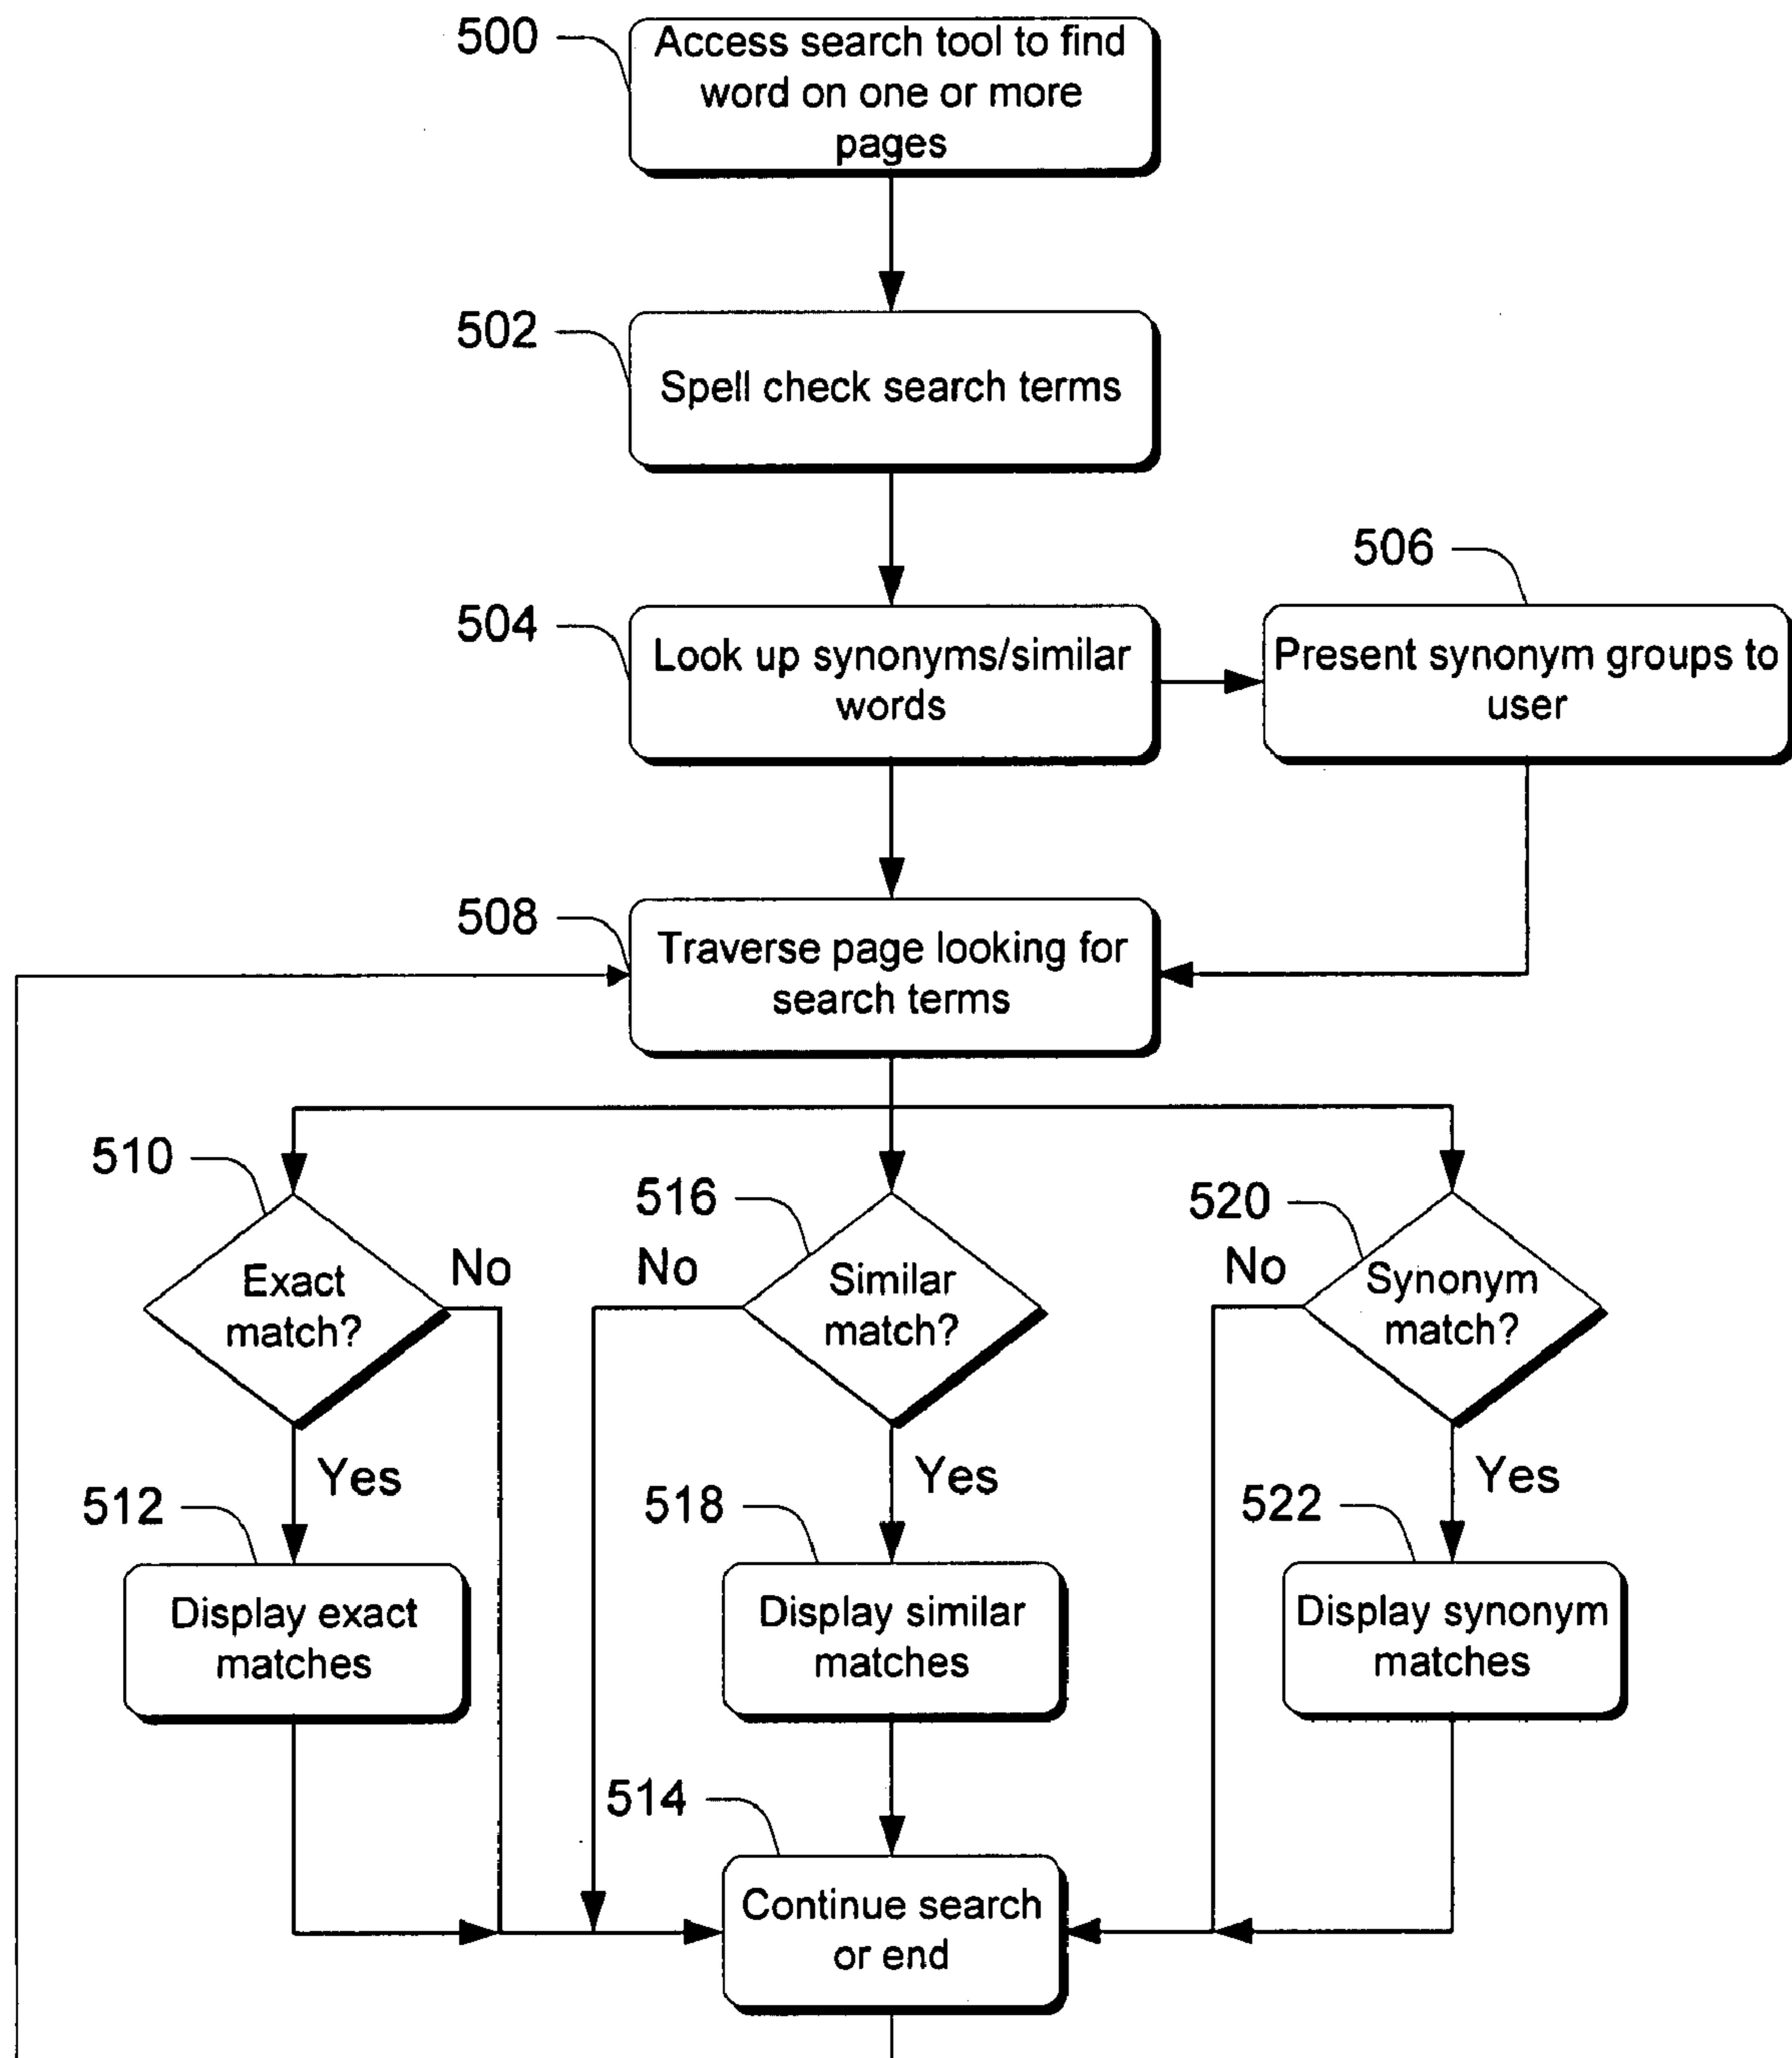 500
Access search tool to find
word on one or more
pages
502
Spell check search terms
504
Look up synonyms/similar
words
506
Present synonym groups to
user
508
Traverse page looking for
search terms
510
Exact
match?
No
Yes
516
Similar
match?
No
Yes
520
Synonym
match?
No
Yes
512
Display exact
matches
518
Display similar
matches
522
Display synonym
matches
514
Continue search
or end